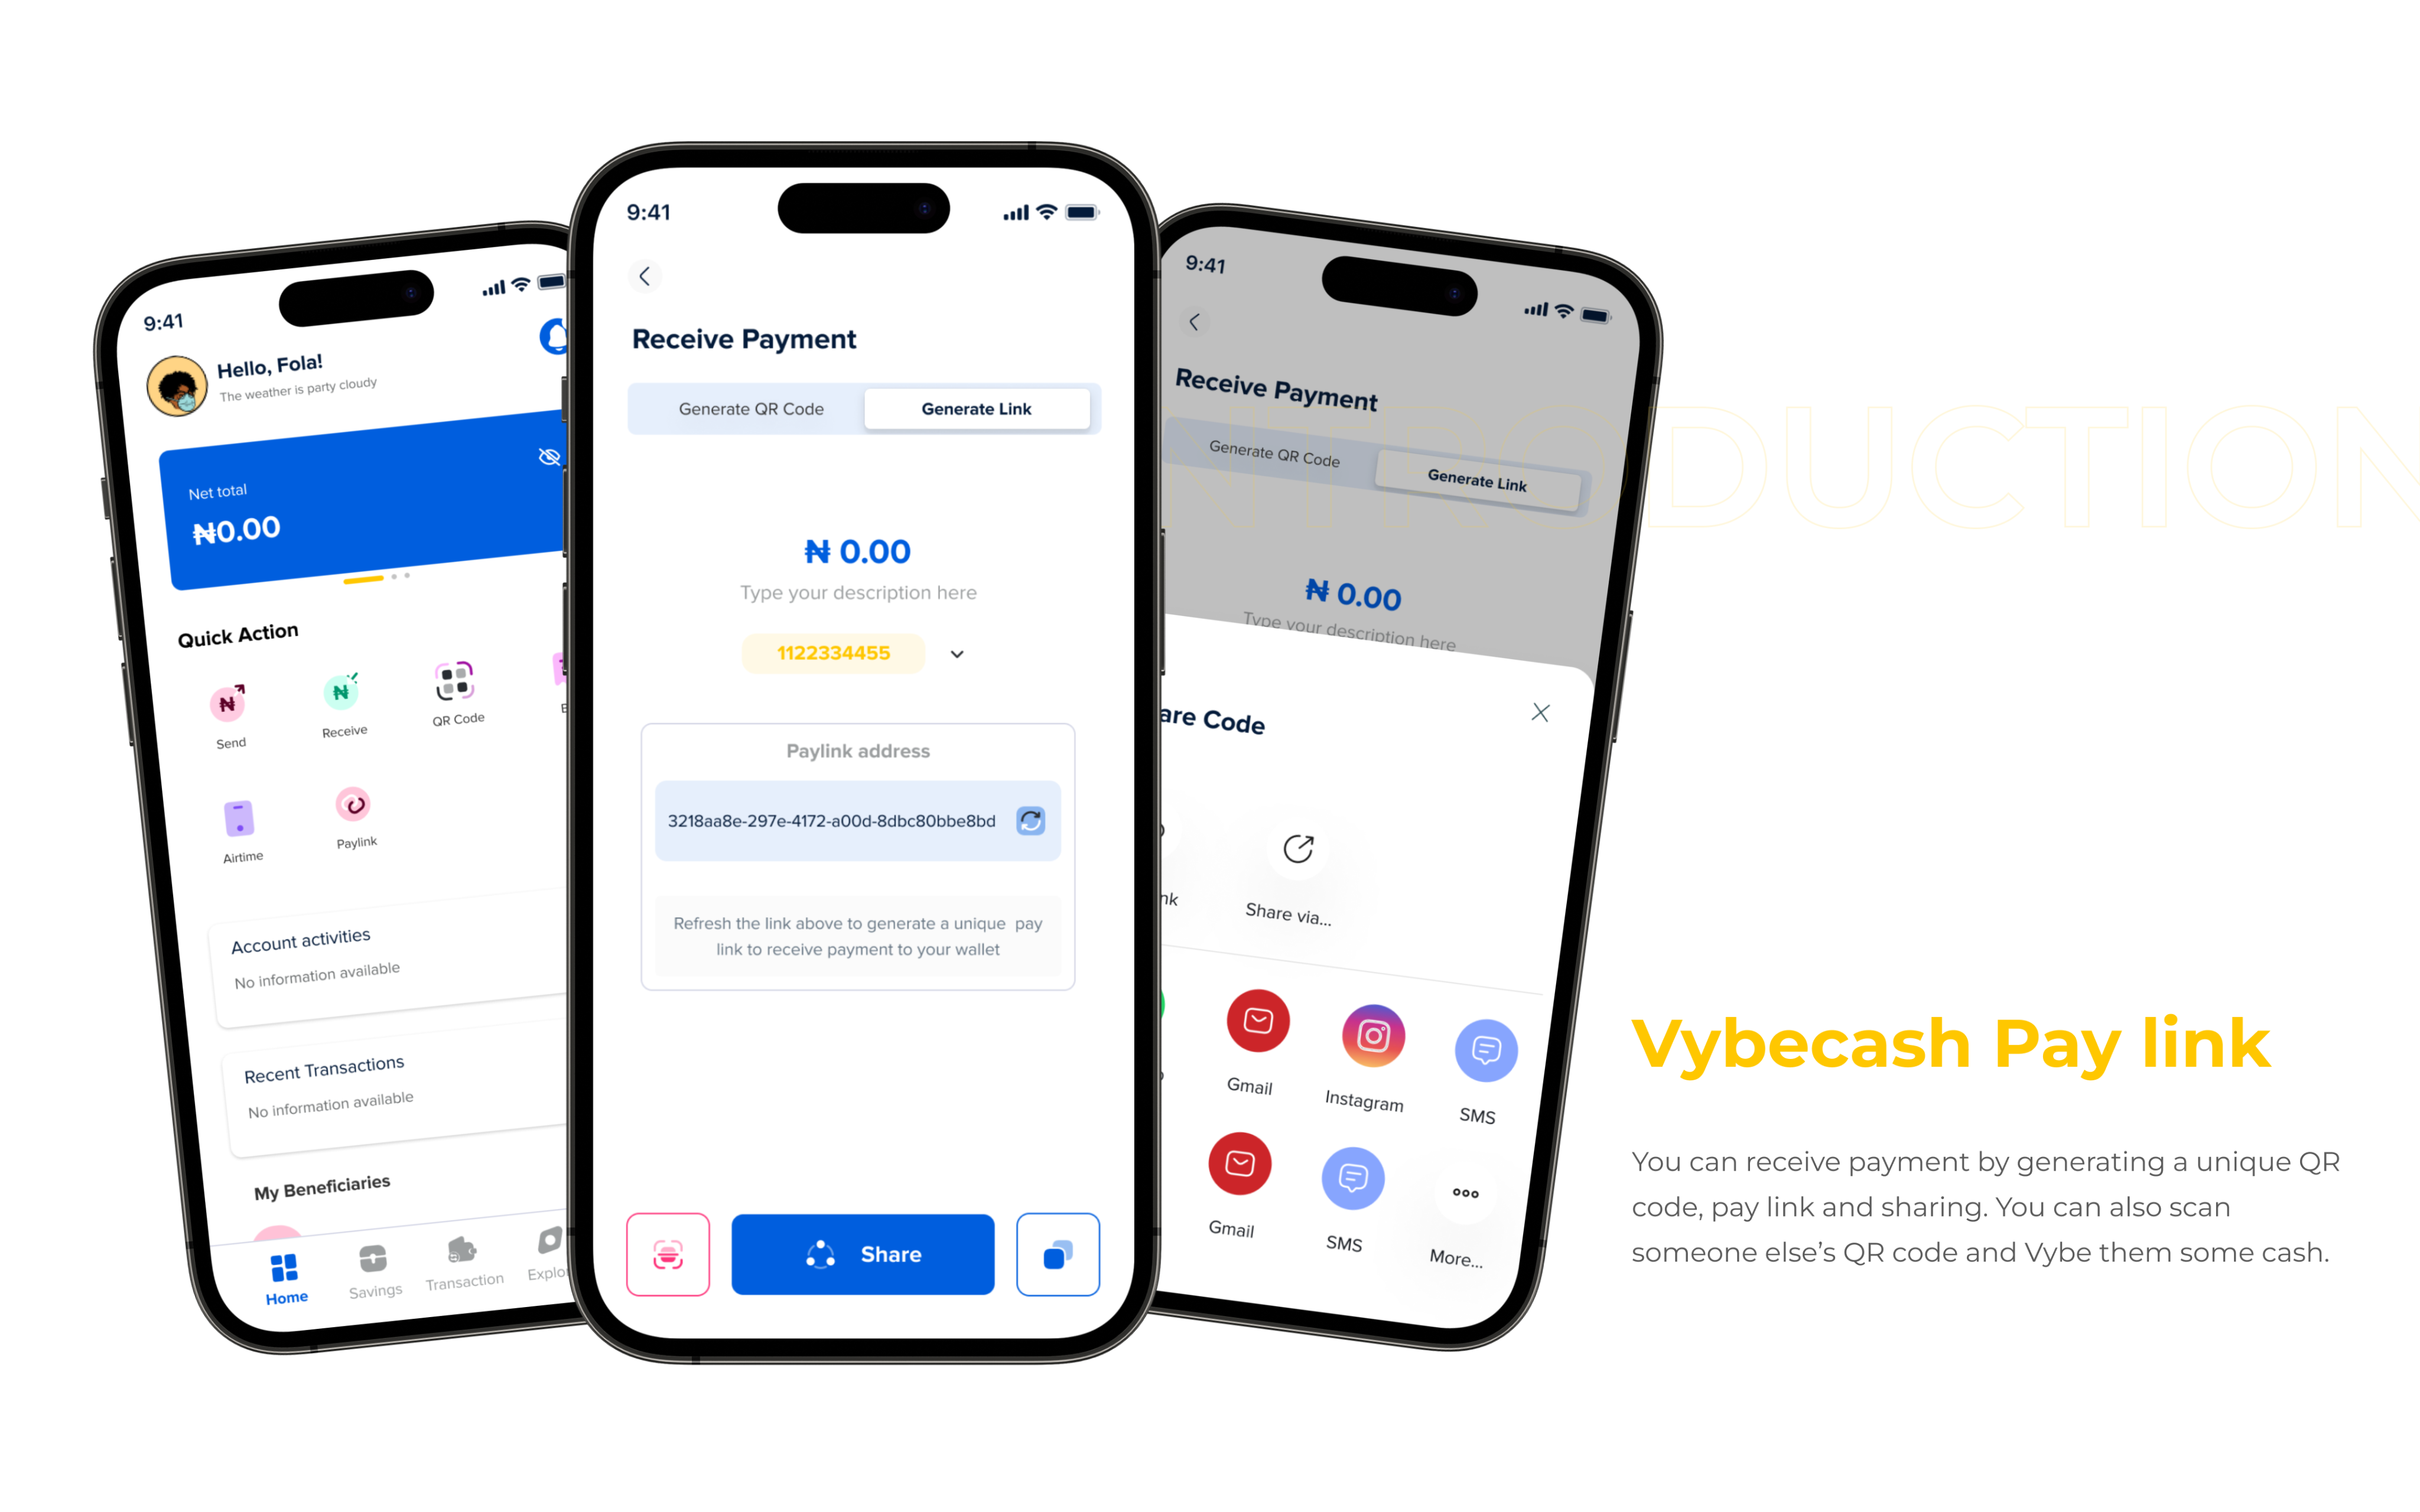 9:41
Hello, Fola!
The weather is party cloudy
Net total
₦0.00
Quick Action
Send
Receive
QR Code
Airtime
Paylink
Account activities
No information available
Recent Transactions
No information available
My Beneficiaries
Home
Savings
Transaction
9:41
Receive Payment
Generate QR Code
Generate Link
₦ 0.00
Type your description here
1122334455
Paylink address
3218aa8e-297e-4172-a00d-8dbc80bbe8bd
Refresh the link above to generate a unique pay
link to receive payment to your wallet
Share
9:41
Receive Payment
Generate QR Code
Generate Link
₦ 0.00
Type your description here
Code
Share via...
Gmail
Instagram
SMS
Gmail
SMS
More...
NTRODUCTION
Vybecash Pay link
You can receive payment by generating a unique QR
code, pay link and sharing. You can also scan
someone else’s QR code and Vybe them some cash.